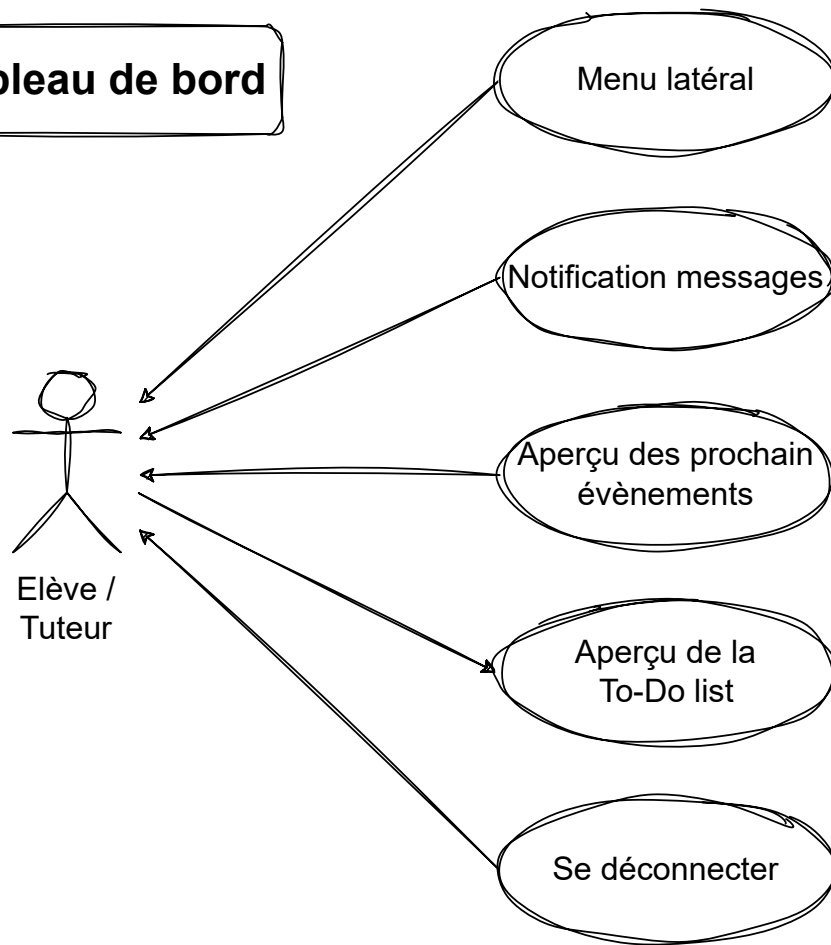 bleau de bord
Menu latéral
Notification messages
Aperçu des prochain
évènements
Elève /
Tuteur
Aperçu de la
To-Do list
Se déconnecter